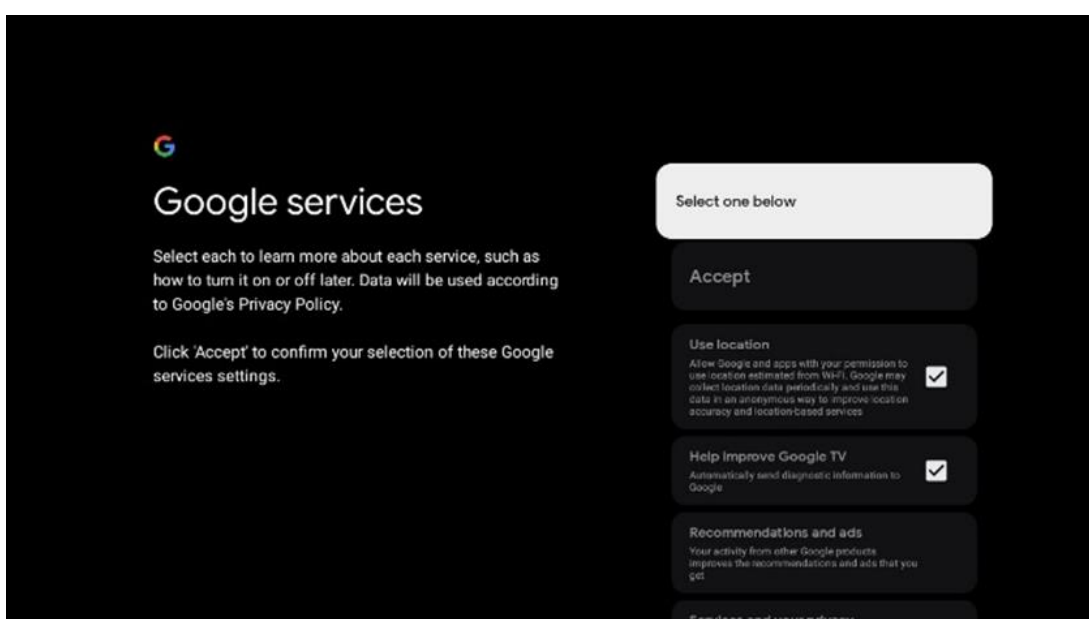 Google services
Select each to learn more about each service, such as
how to turn it on or off later. Data will be used according
to Google's Privacy Policy.
Click 'Accept' to confirm your selection of these Google
services settings.
Select one below
Accept
Use location
Allow Google and apps with your permission to
use location estimated from Wi-Fi. Google may
collect location data periodically and use this
data in an anonymous way to improve location
accuracy and location-based services
Help improve Google TV
Automatically send diagnostic information to
Google
Recommendations and ads
Your activity from other Google products
improves the recommendations and ads that you
get
Services and your privacy